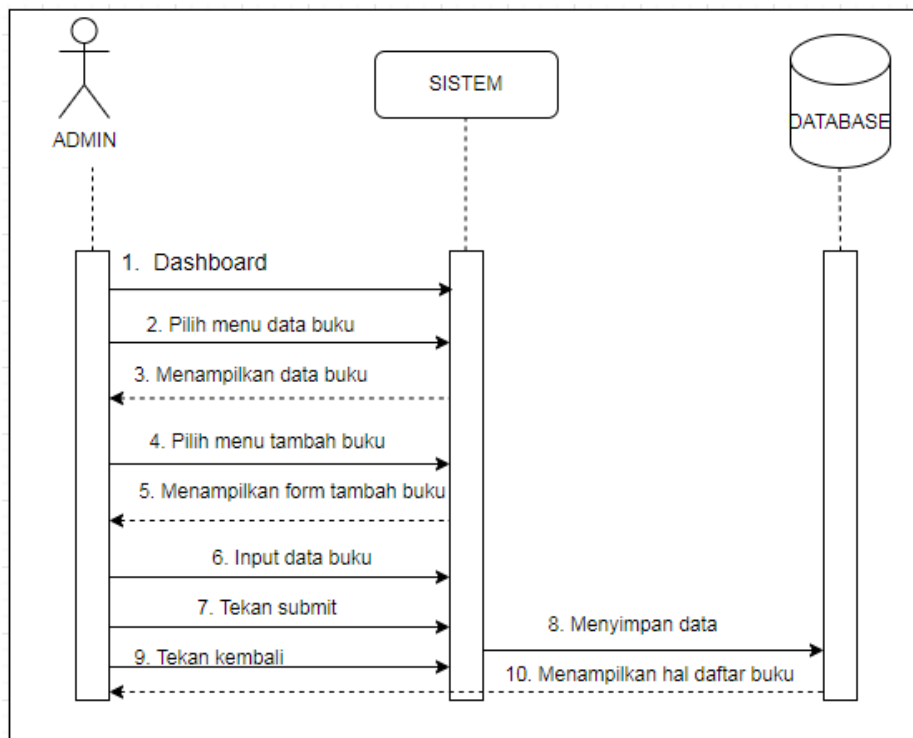 ADMIN
SISTEM
DATABASE
1. Dashboard
2. Pilih menu data buku
3. Menampilkan data buku
4. Pilih menu tambah buku
5. Menampilkan form tambah buku
6. Input data buku
7. Tekan submit
8. Menyimpan data
9. Tekan kembali
10. Menampilkan hal daftar buku